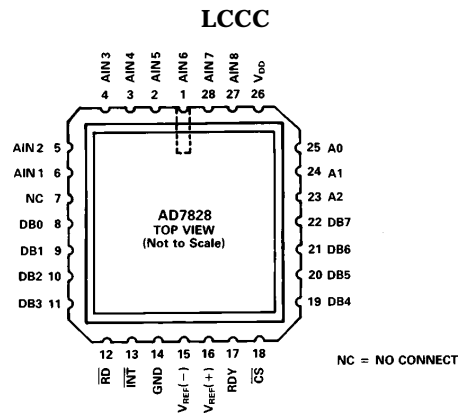 LCCC
AIN 3 AIN 4 AIN 5 AIN 6 AIN 7 AIN 8 VDD
4 3 2 1 28 27 26
AIN 2 5
AIN 1 6
NC 7
DB0 8
DB1 9
DB2 10
DB3 11
AD7828
TOP VIEW
(Not to Scale)
25 A0
24 A1
23 A2
22 DB7
21 DB6
20 DB5
19 DB4
12 13 14 15 16 17 18
R̅D̅ I̅N̅T̅ GND VREF(−) VREF(+) RDY C̅S̅
NC = NO CONNECT